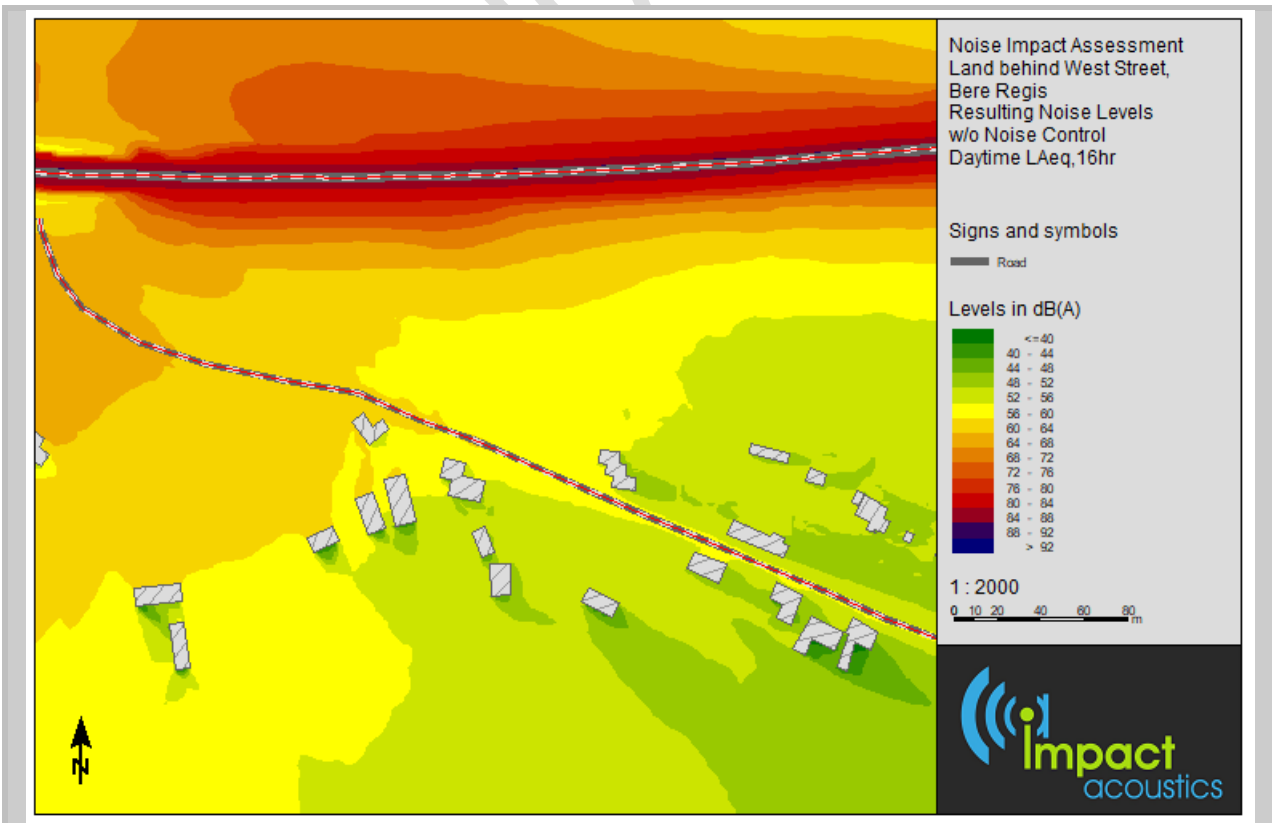 Noise Impact Assessment
Land behind West Street,
Bere Regis
Resulting Noise Levels
w/o Noise Control
Daytime LAeq,16hr
Signs and symbols
Road
Levels in dB(A)
<=40
40 - 44
44 - 48
48 - 52
52 - 56
56 - 60
60 - 64
64 - 68
68 - 72
72 - 76
76 - 80
80 - 84
84 - 88
88 - 92
> 92
1 : 2000
0 10 20 40 60 80
m
N
impact
acoustics